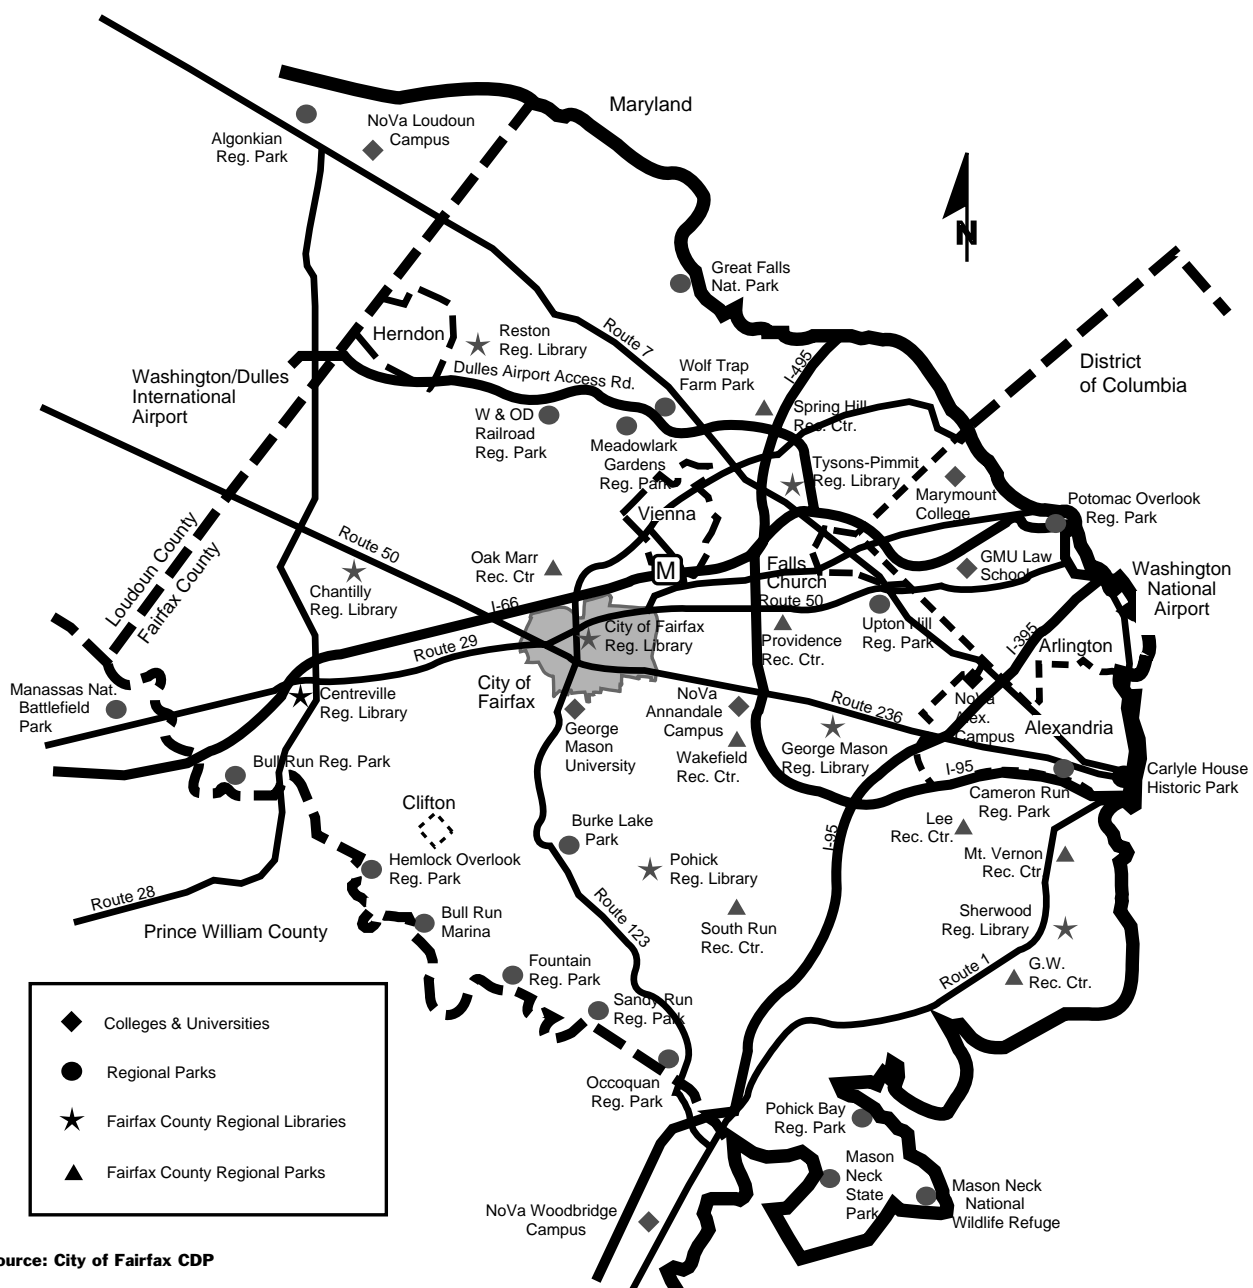 Maryland
NoVa Loudoun
Campus
Algonkian
Reg. Park
N
Great Falls
Nat. Park
Herndon
Reston
Reg. Library
Route 7
I-495
District
of Columbia
Washington/Dulles
International
Airport
Dulles Airport Access Rd.
Wolf Trap
Farm Park
Spring Hill
Rec. Ctr.
W & OD
Railroad
Reg. Park
Meadowlark
Gardens
Reg. Park
Tysons-Pimmit
Reg. Library
Marymount
College
Potomac Overlook
Reg. Park
Vienna
Loudoun County
Fairfax County
Route 50
Oak Marr
Rec. Ctr
M
Falls
Church
GMU Law
School
Washington
National
Airport
Chantilly
Reg. Library
I-66
Route 50
City of Fairfax
Reg. Library
Providence
Rec. Ctr.
Upton Hill
Reg. Park
I-395
Arlington
Route 29
Manassas Nat.
Battlefield
Park
Centreville
Reg. Library
City of
Fairfax
NoVa
Annandale
Campus
Route 236
NoVa
Alex.
Campus
Alexandria
George
Mason
University
Wakefield
Rec. Ctr.
George Mason
Reg. Library
Bull Run Reg. Park
I-95
Carlyle House
Historic Park
Cameron Run
Reg. Park
Clifton
Burke Lake
Park
I-95
Lee
Rec. Ctr.
Mt. Vernon
Rec. Ctr.
Hemlock Overlook
Reg. Park
Pohick
Reg. Library
Route 28
Bull Run
Marina
Route 123
South Run
Rec. Ctr.
Sherwood
Reg. Library
Prince William County
Fountain
Reg. Park
Route 1
G.W.
Rec. Ctr.
Sandy Run
Reg. Park
Colleges & Universities
Regional Parks
Fairfax County Regional Libraries
Fairfax County Regional Parks
Occoquan
Reg. Park
Pohick Bay
Reg. Park
Mason
Neck
State
Park
Mason Neck
National
Wildlife Refuge
NoVa Woodbridge
Campus
ource: City of Fairfax CDP